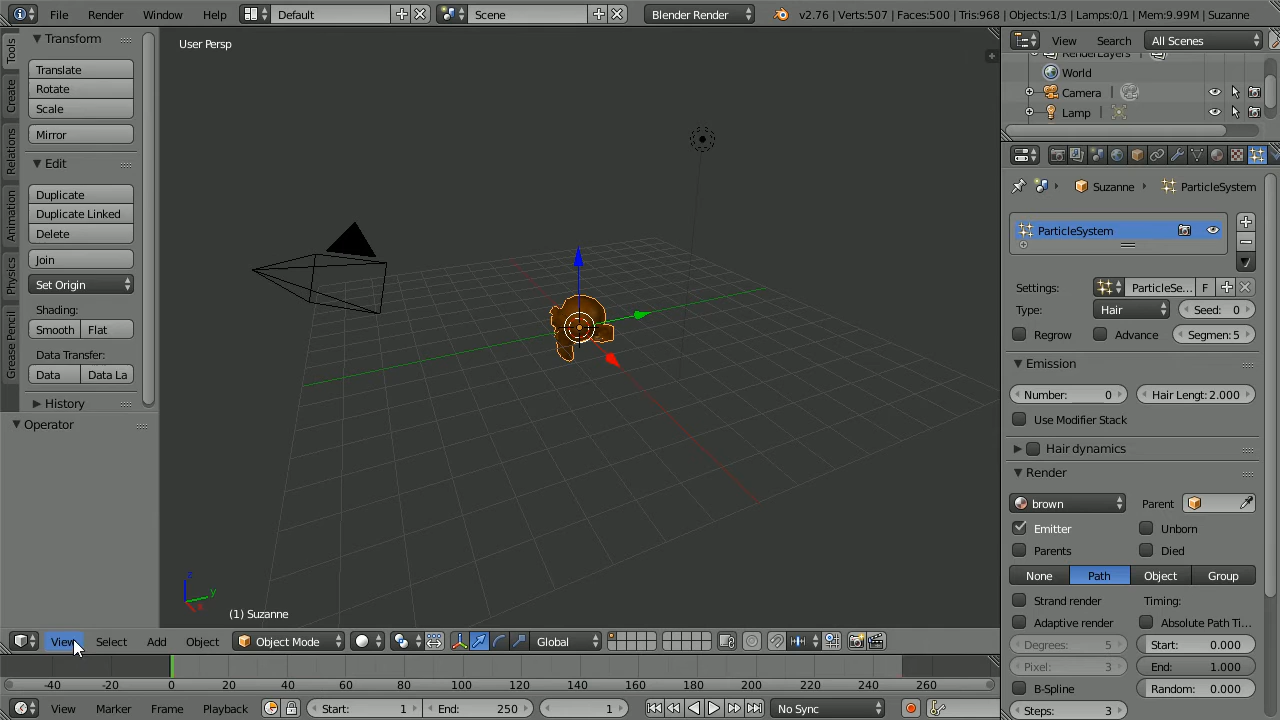 File Render Window Help Default Scene Blender Render v2.76 | Verts:507 | Faces:500 | Tris:968 | Objects:1/3 | Lamps:0/1 | Mem:9.99M | Suzanne
Tools
Create
Relations
Animation
Physics
Grease Pencil
Transform
Translate
Rotate
Scale
Mirror
Edit
Duplicate
Duplicate Linked
Delete
Join
Set Origin
Shading:
Smooth Flat
Data Transfer:
Data Data La
History
Operator
User Persp
z
y
x
(1) Suzanne
View Select Add Object Object Mode Global
-40 -20 0 20 40 60 80 100 120 140 160 180 200 220 240 260
View Marker Frame Playback Start: 1 End: 250 1 No Sync
View Search All Scenes
RenderLayers
World
Camera
Lamp
Suzanne ParticleSystem
ParticleSystem
Settings: ParticleSe... F
Type: Hair Seed: 0
Regrow Advance Segmen: 5
Emission
Number: 0 Hair Lengt: 2.000
Use Modifier Stack
Hair dynamics
Render
brown Parent
Emitter Unborn
Parents Died
None Path Object Group
Strand render Timing:
Adaptive render Absolute Path Ti...
Degrees: 5 Start: 0.000
Pixel: 3 End: 1.000
B-Spline Random: 0.000
Steps: 3